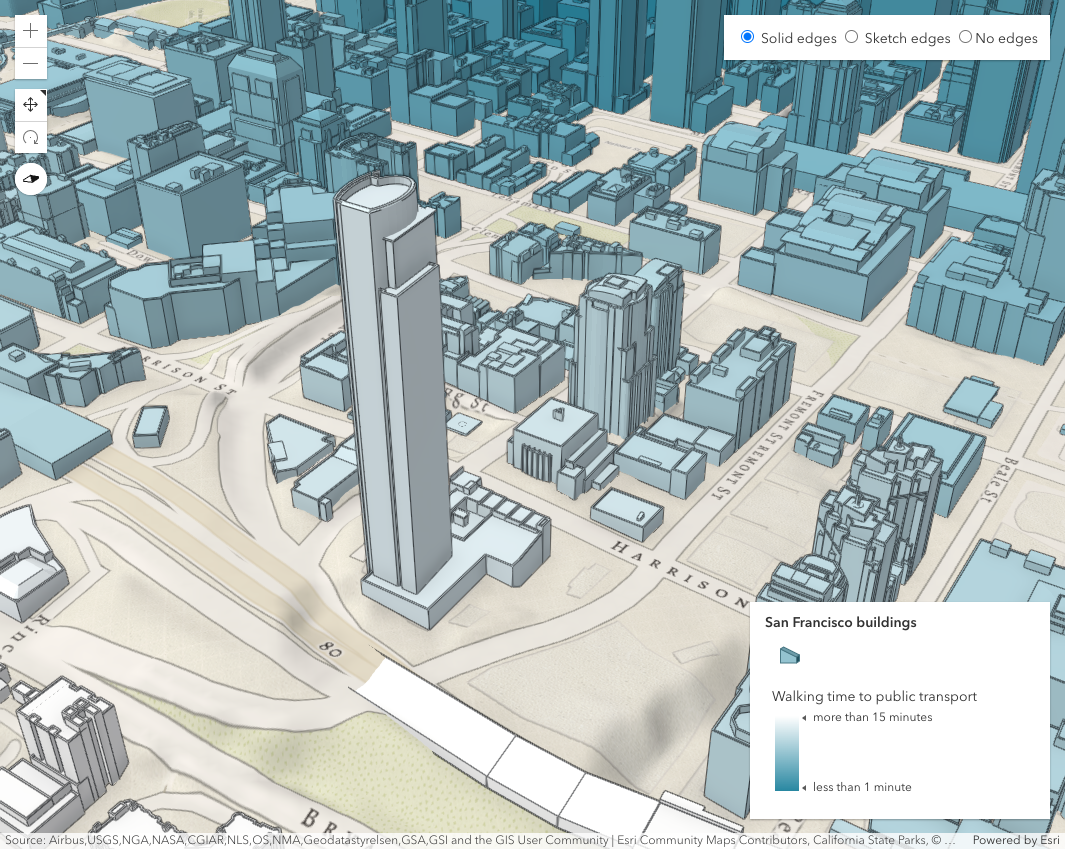 Solid edges Sketch edges No edges
Clem
RRISON ST
FREMONT ST
REMONT ST
Beale St
HARRISON
80
San Francisco buildings
Walking time to public transport
more than 15 minutes
less than 1 minute
Source: Airbus,USGS,NGA,NASA,CGIAR,NLS,OS,NMA,Geodatastyrelsen,GSA,GSI and the GIS User Community | Esri Community Maps Contributors, California State Parks, © … Powered by Esri